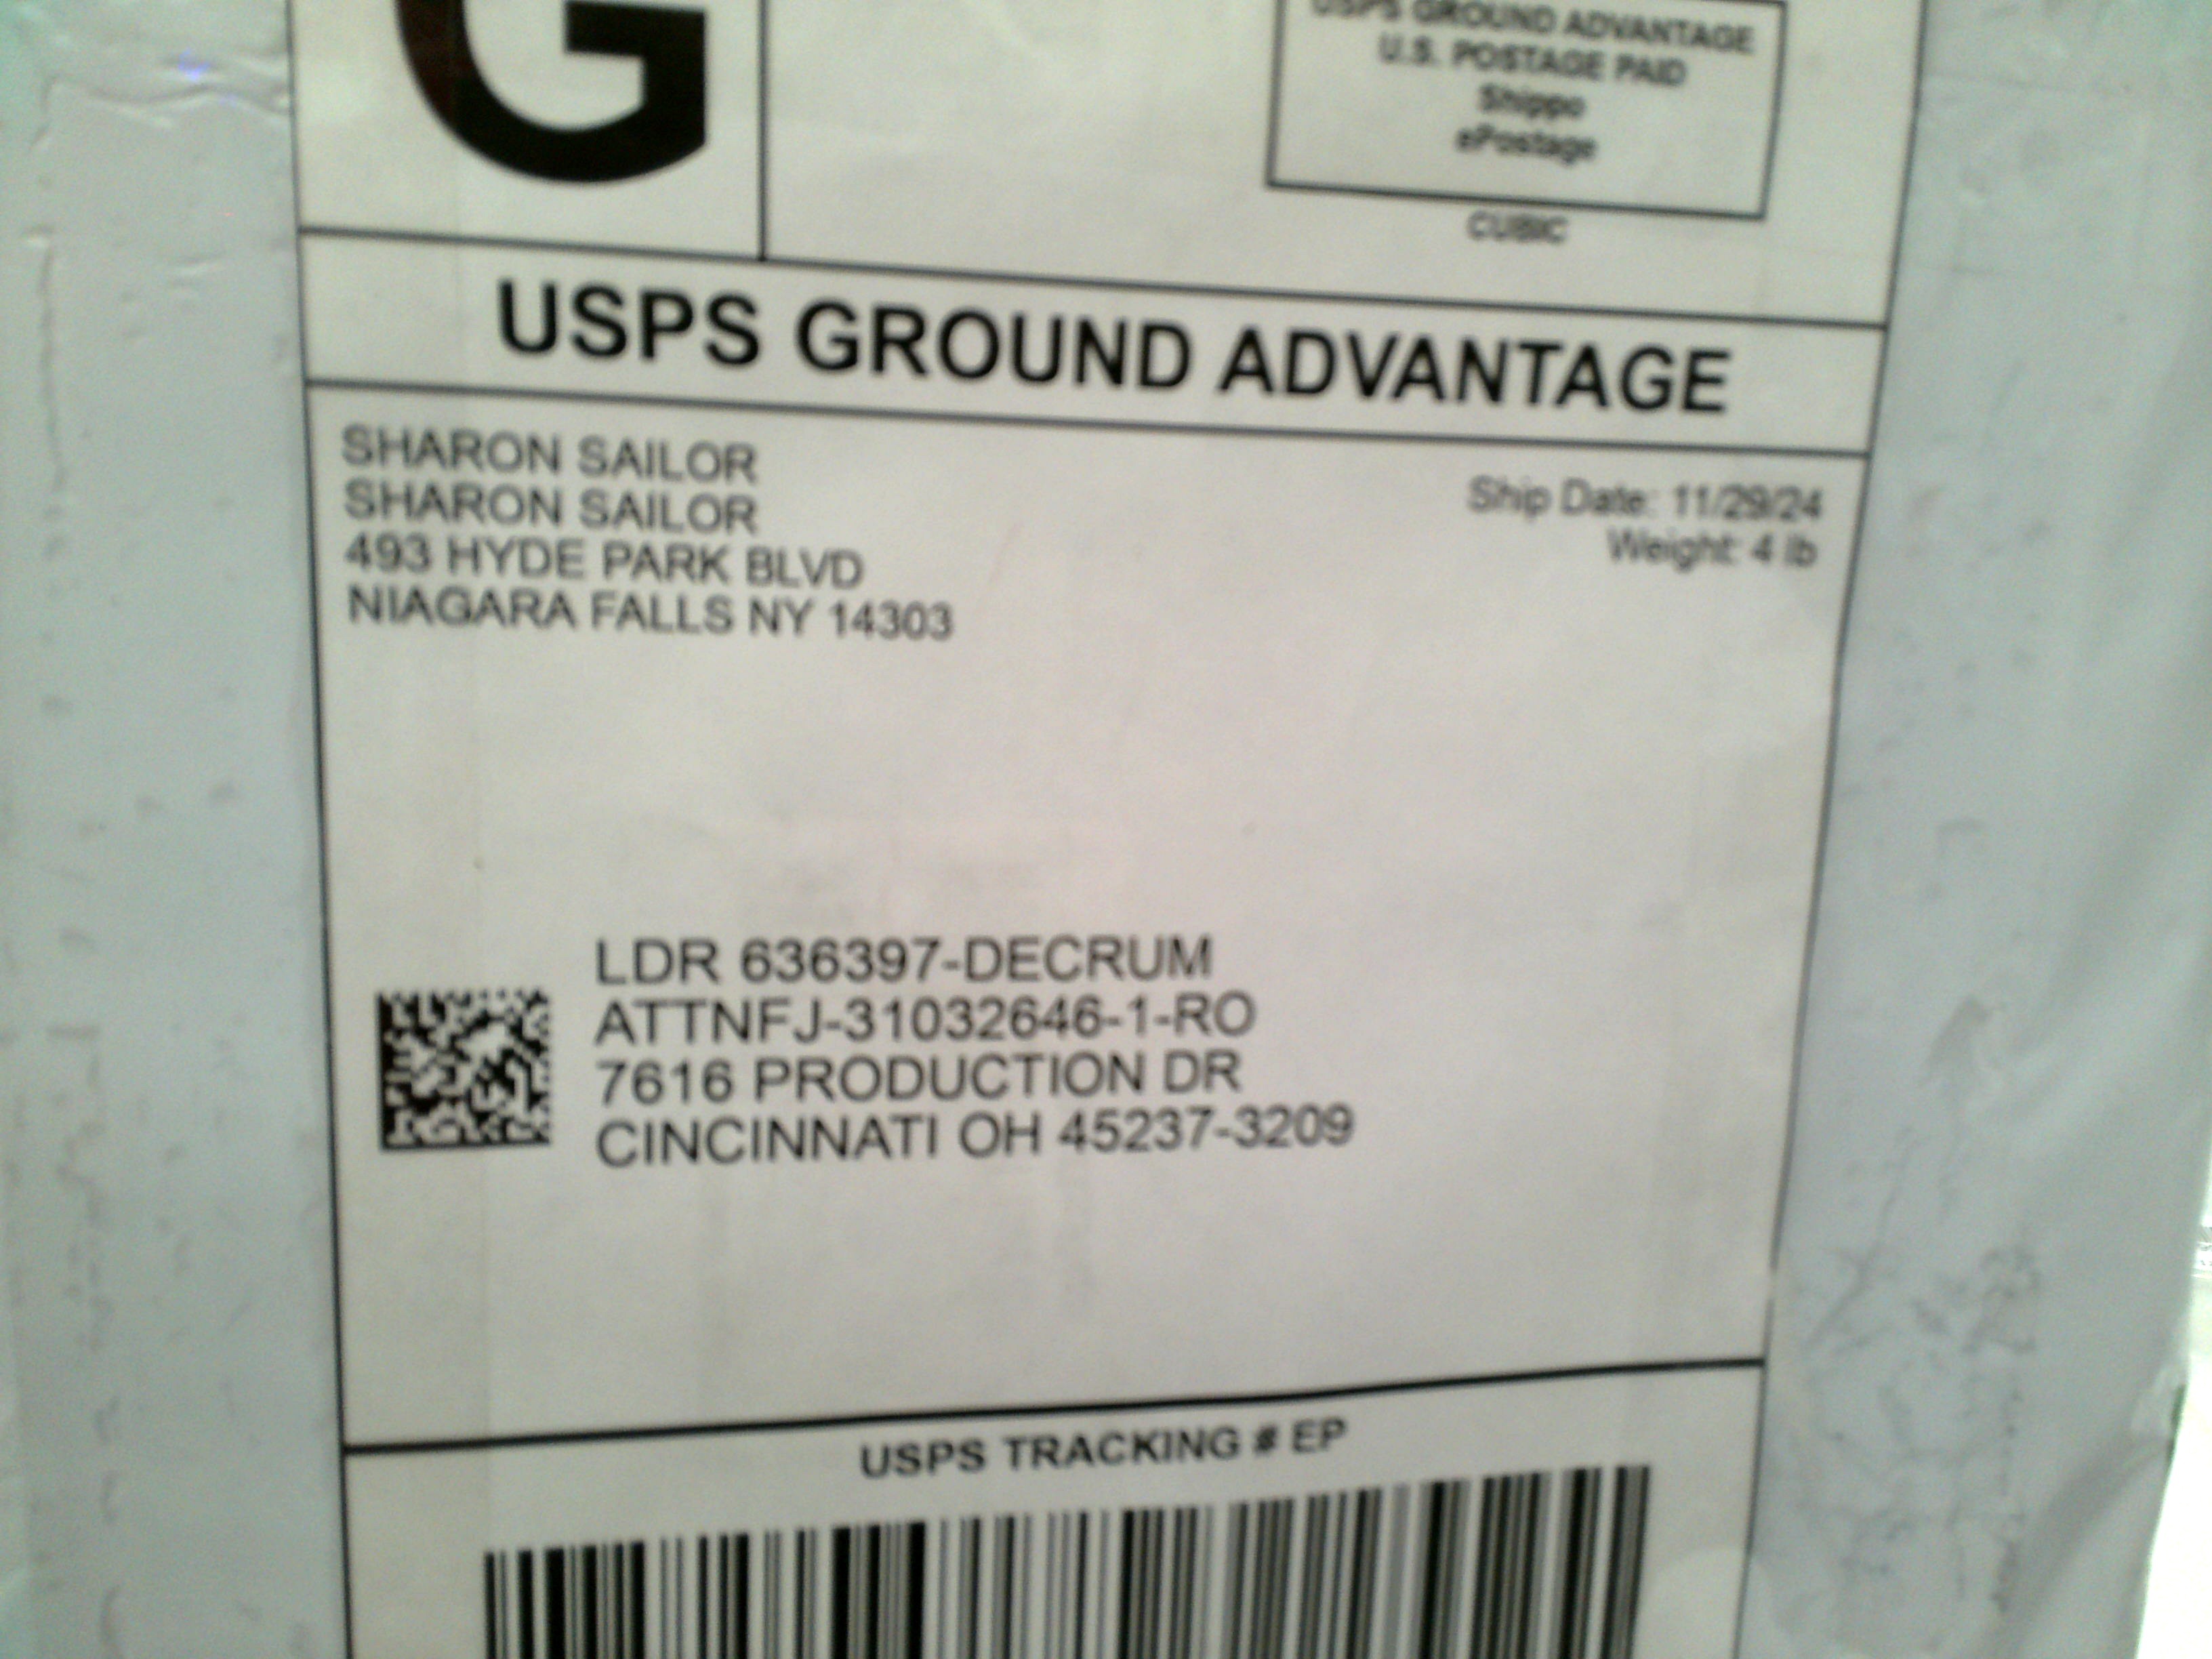 G
USPS GROUND ADVANTAGE
U.S. POSTAGE PAID
Shippo
ePostage
CUBIC
USPS GROUND ADVANTAGE
SHARON SAILOR
SHARON SAILOR
493 HYDE PARK BLVD
NIAGARA FALLS NY 14303
Ship Date: 11/29/24
Weight: 4 lb
LDR 636397-DECRUM
ATTNFJ-31032646-1-RO
7616 PRODUCTION DR
CINCINNATI OH 45237-3209
USPS TRACKING # EP